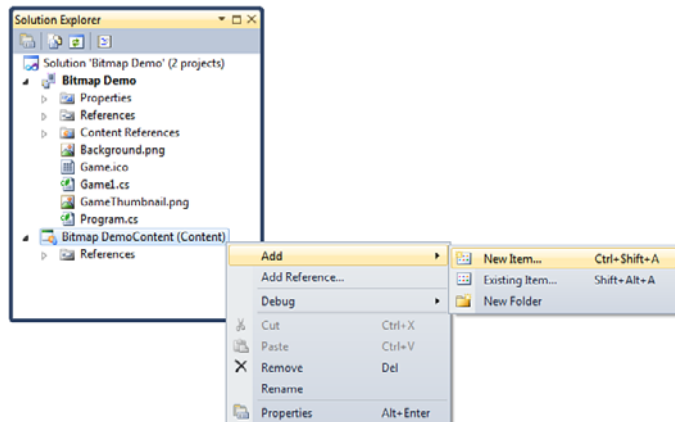 Solution Explorer
Solution 'Bitmap Demo' (2 projects)
Bitmap Demo
Properties
References
Content References
Background.png
Game.ico
Game1.cs
GameThumbnail.png
Program.cs
Bitmap DemoContent (Content)
References
Add
Add Reference...
Debug
Cut Ctrl+X
Paste Ctrl+V
Remove Del
Rename
Properties Alt+Enter
New Item... Ctrl+Shift+A
Existing Item... Shift+Alt+A
New Folder